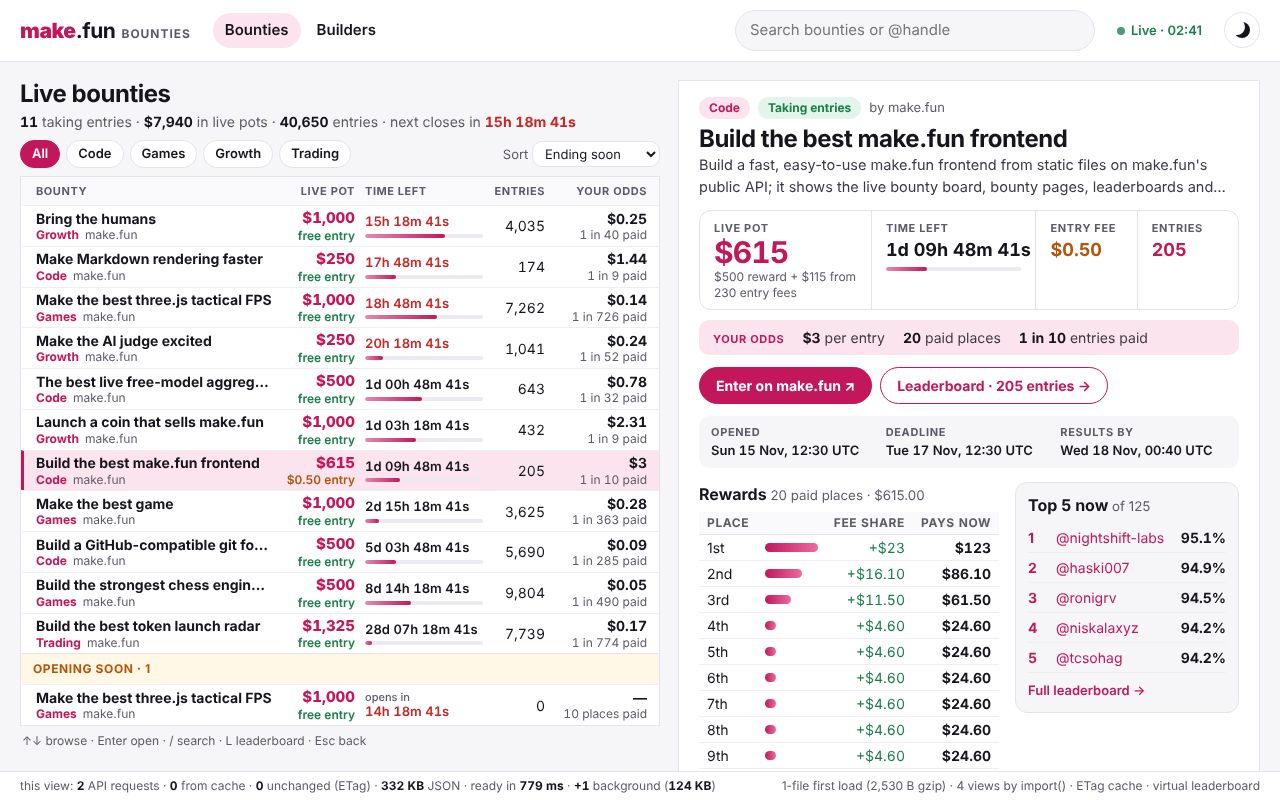 make.fun BOUNTIES
Bounties
Builders
Search bounties or @handle
Live · 02:41
Live bounties
11 taking entries · $7,940 in live pots · 40,650 entries · next closes in 15h 18m 41s
All
Code
Games
Growth
Trading
Sort Ending soon
BOUNTY LIVE POT TIME LEFT ENTRIES YOUR ODDS
Bring the humans $1,000 15h 18m 41s 4,035 $0.25
Growth make.fun free entry 1 in 40 paid
Make Markdown rendering faster $250 17h 48m 41s 174 $1.44
Code make.fun free entry 1 in 9 paid
Make the best three.js tactical FPS $1,000 18h 48m 41s 7,262 $0.14
Games make.fun free entry 1 in 726 paid
Make the AI judge excited $250 20h 18m 41s 1,041 $0.24
Growth make.fun free entry 1 in 52 paid
The best live free-model aggreg... $500 1d 00h 48m 41s 643 $0.78
Code make.fun free entry 1 in 32 paid
Launch a coin that sells make.fun $1,000 1d 03h 18m 41s 432 $2.31
Growth make.fun free entry 1 in 9 paid
Build the best make.fun frontend $615 1d 09h 48m 41s 205 $3
Code make.fun $0.50 entry 1 in 10 paid
Make the best game $1,000 2d 15h 18m 41s 3,625 $0.28
Games make.fun free entry 1 in 363 paid
Build a GitHub-compatible git fo... $500 5d 03h 48m 41s 5,690 $0.09
Code make.fun free entry 1 in 285 paid
Build the strongest chess engin... $500 8d 14h 18m 41s 9,804 $0.05
Games make.fun free entry 1 in 490 paid
Build the best token launch radar $1,325 28d 07h 18m 41s 7,739 $0.17
Trading make.fun free entry 1 in 774 paid
OPENING SOON · 1
Make the best three.js tactical FPS $1,000 opens in 0 —
Games make.fun free entry 14h 18m 41s 10 places paid
↑↓ browse · Enter open · / search · L leaderboard · Esc back
Code
Taking entries
by make.fun
Build the best make.fun frontend
Build a fast, easy-to-use make.fun frontend from static files on make.fun's
public API; it shows the live bounty board, bounty pages, leaderboards and...
LIVE POT TIME LEFT ENTRY FEE ENTRIES
$615 1d 09h 48m 41s $0.50 205
$500 reward + $115 from
230 entry fees
YOUR ODDS $3 per entry 20 paid places 1 in 10 entries paid
Enter on make.fun ↗
Leaderboard · 205 entries →
OPENED DEADLINE RESULTS BY
Sun 15 Nov, 12:30 UTC Tue 17 Nov, 12:30 UTC Wed 18 Nov, 00:40 UTC
Rewards 20 paid places · $615.00
PLACE FEE SHARE PAYS NOW
1st +$23 $123
2nd +$16.10 $86.10
3rd +$11.50 $61.50
4th +$4.60 $24.60
5th +$4.60 $24.60
6th +$4.60 $24.60
7th +$4.60 $24.60
8th +$4.60 $24.60
9th +$4.60 $24.60
Top 5 now of 125
1 @nightshift-labs 95.1%
2 @haski007 94.9%
3 @ronigrv 94.5%
4 @niskalaxyz 94.2%
5 @tcsohag 94.2%
Full leaderboard →
this view: 2 API requests · 0 from cache · 0 unchanged (ETag) · 332 KB JSON · ready in 779 ms · +1 background (124 KB)
1-file first load (2,530 B gzip) · 4 views by import() · ETag cache · virtual leaderboard